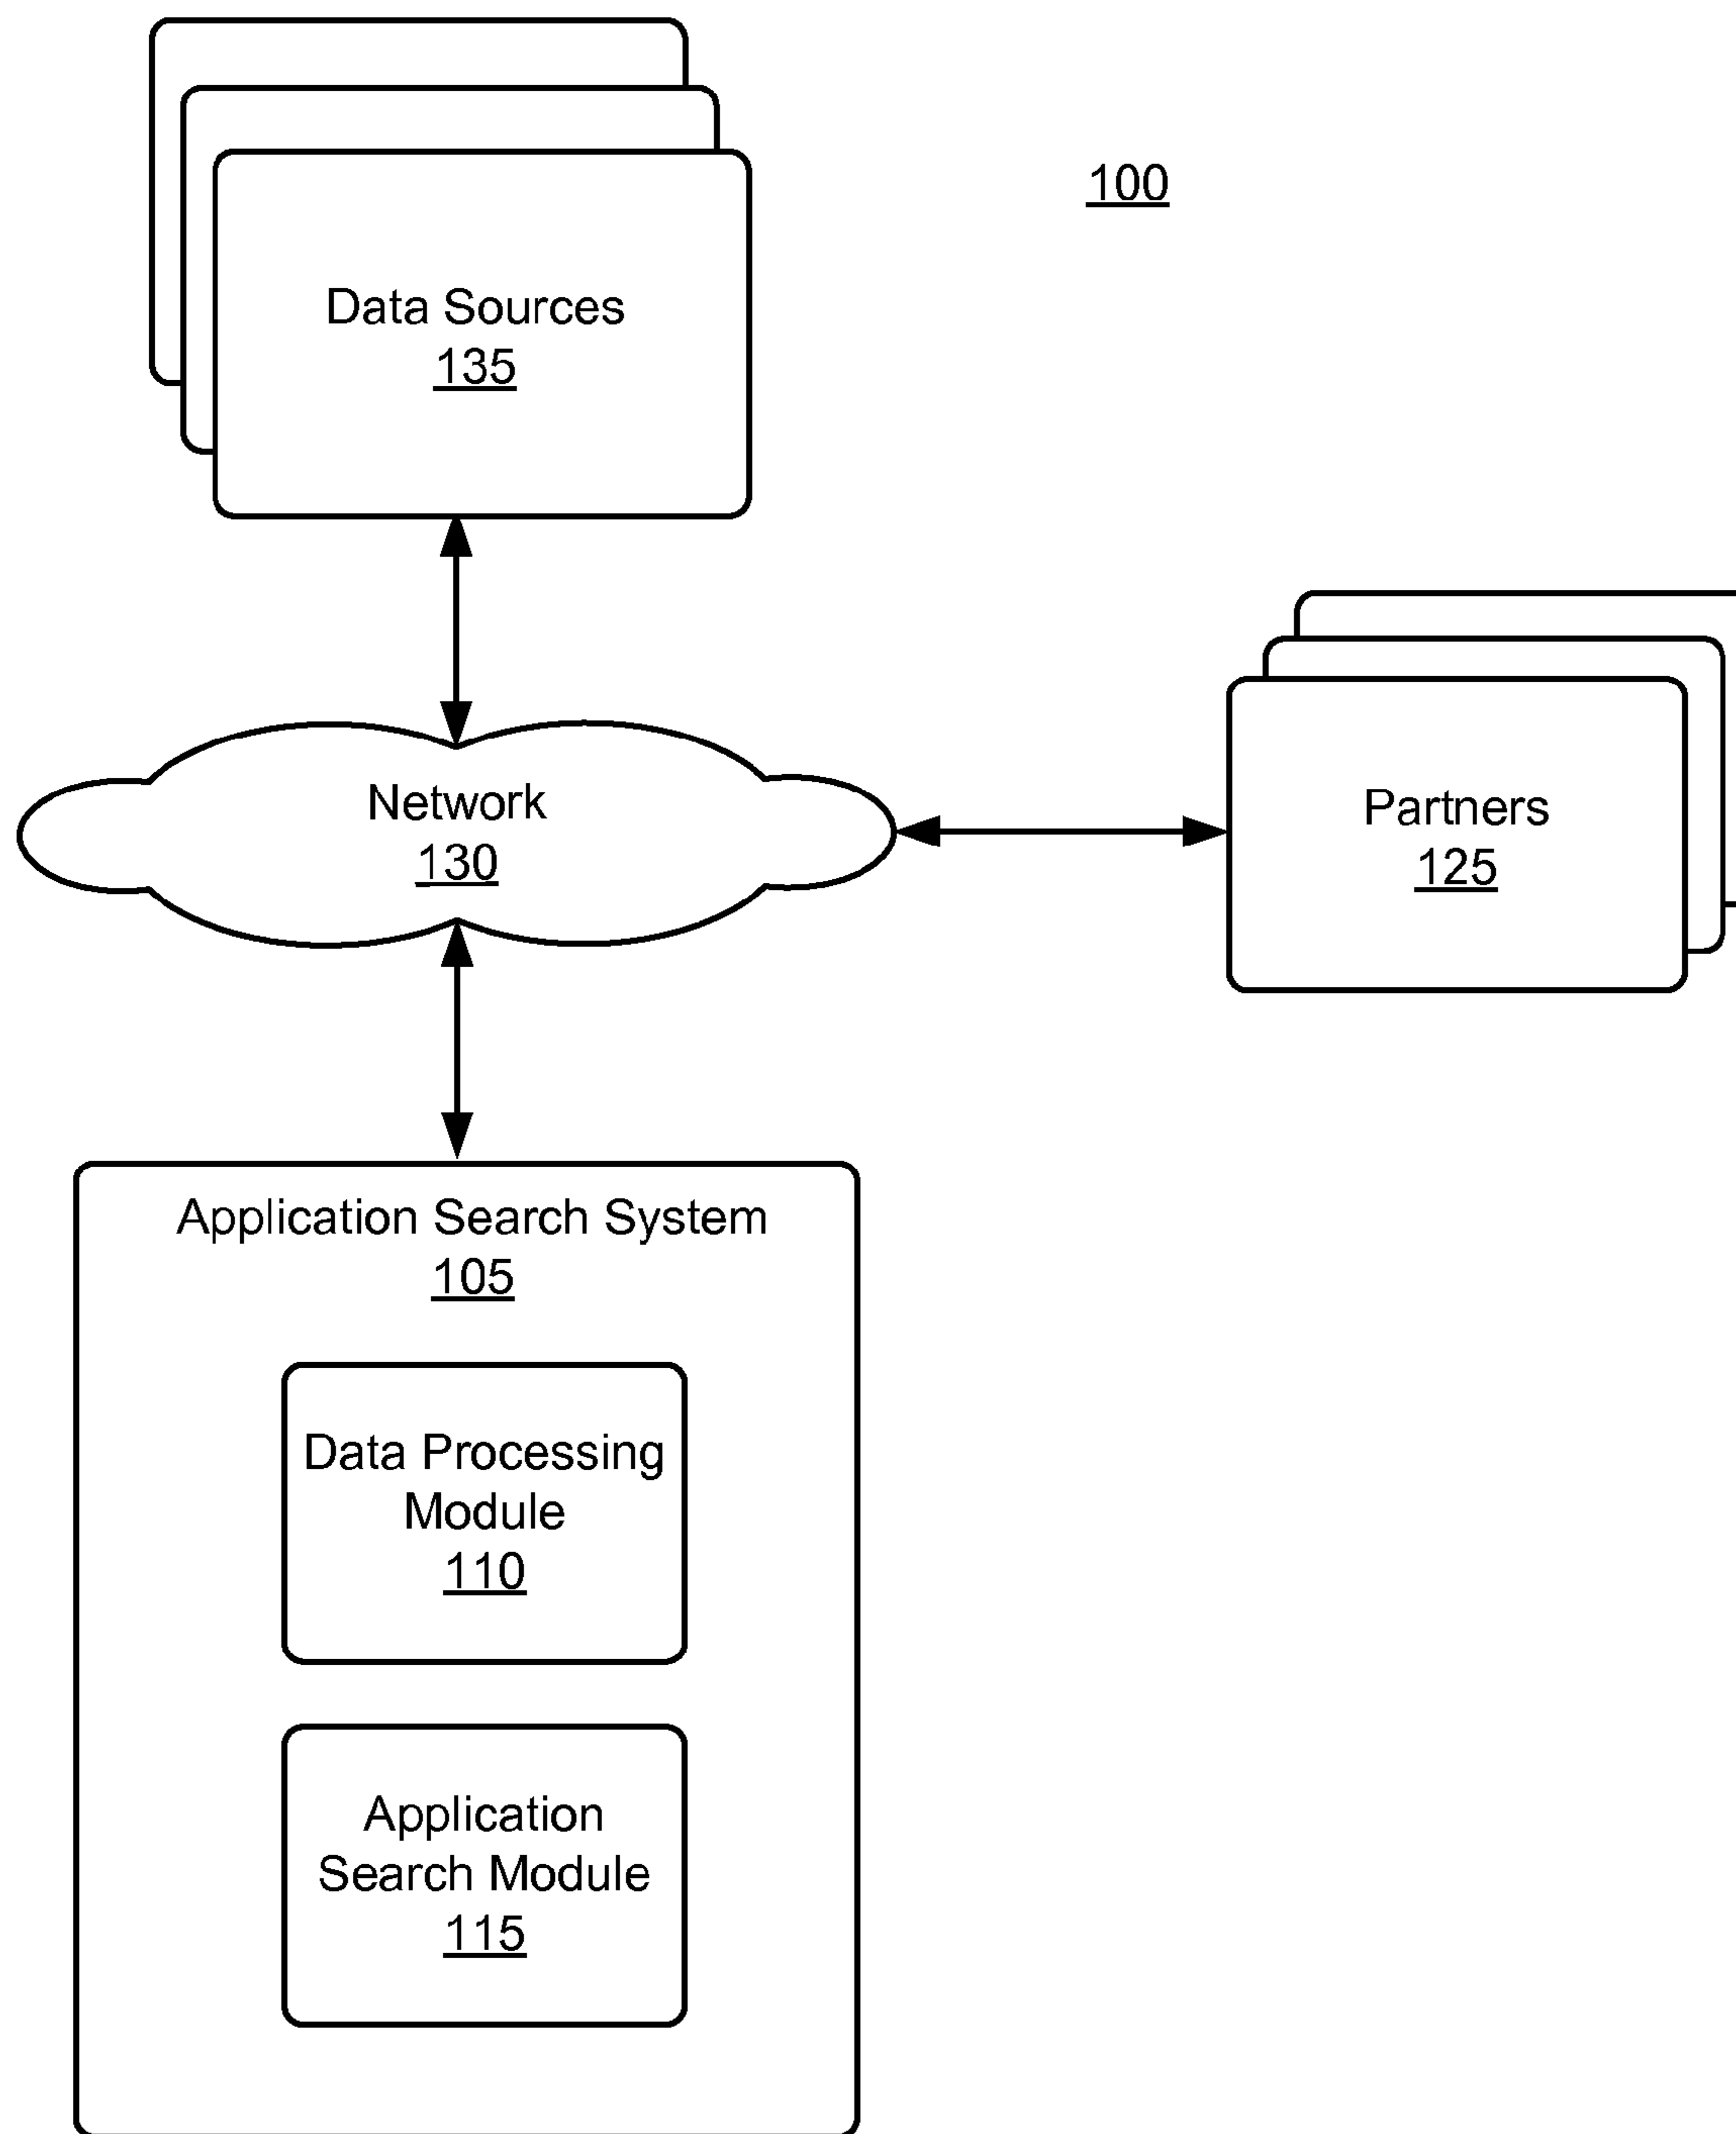 100
Data Sources
135
Network
130
Partners
125
Application Search System
105
Data Processing
Module
110
Application
Search Module
115